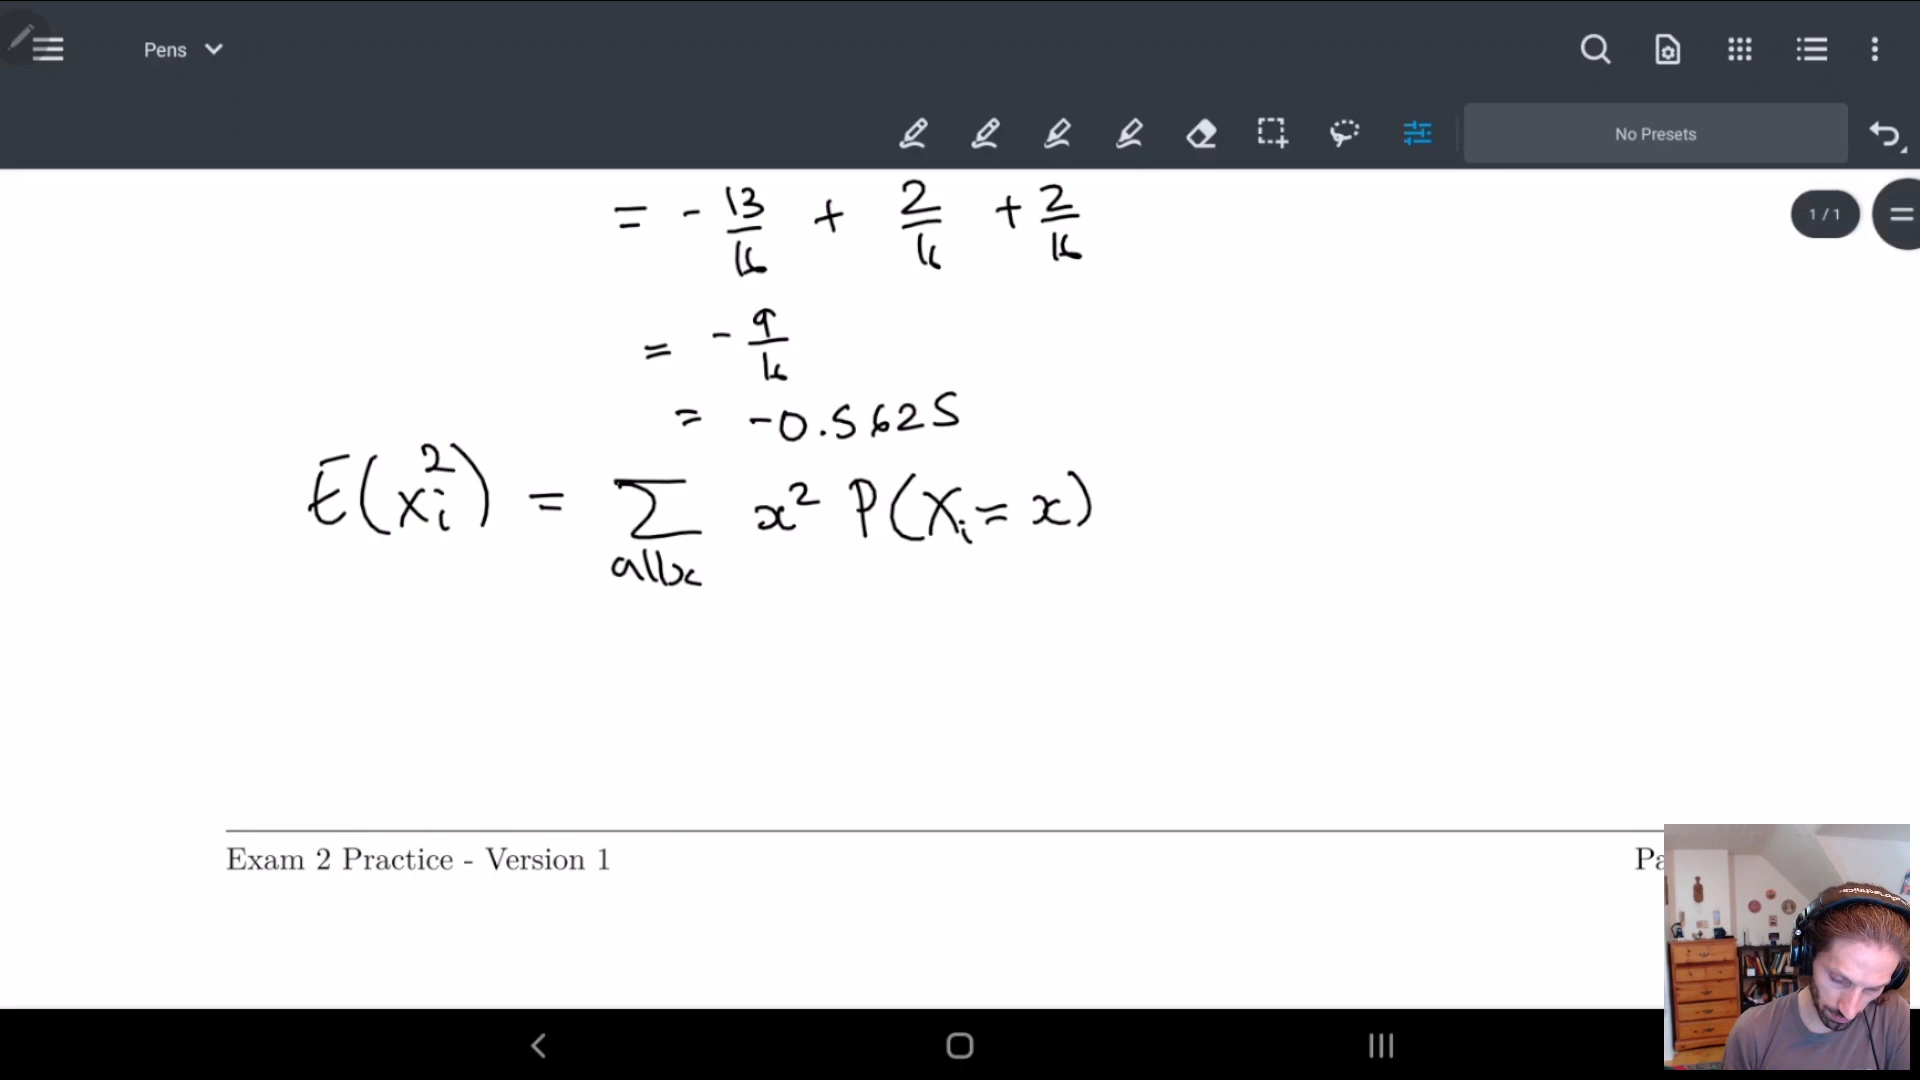 Pens
No Presets
1 / 1
= - 13/16 + 2/16 + 2/16
= - 9/16
= -0.5625
E(Xi²) = Σ x² P(Xi = x)
all x
Exam 2 Practice - Version 1
Pa